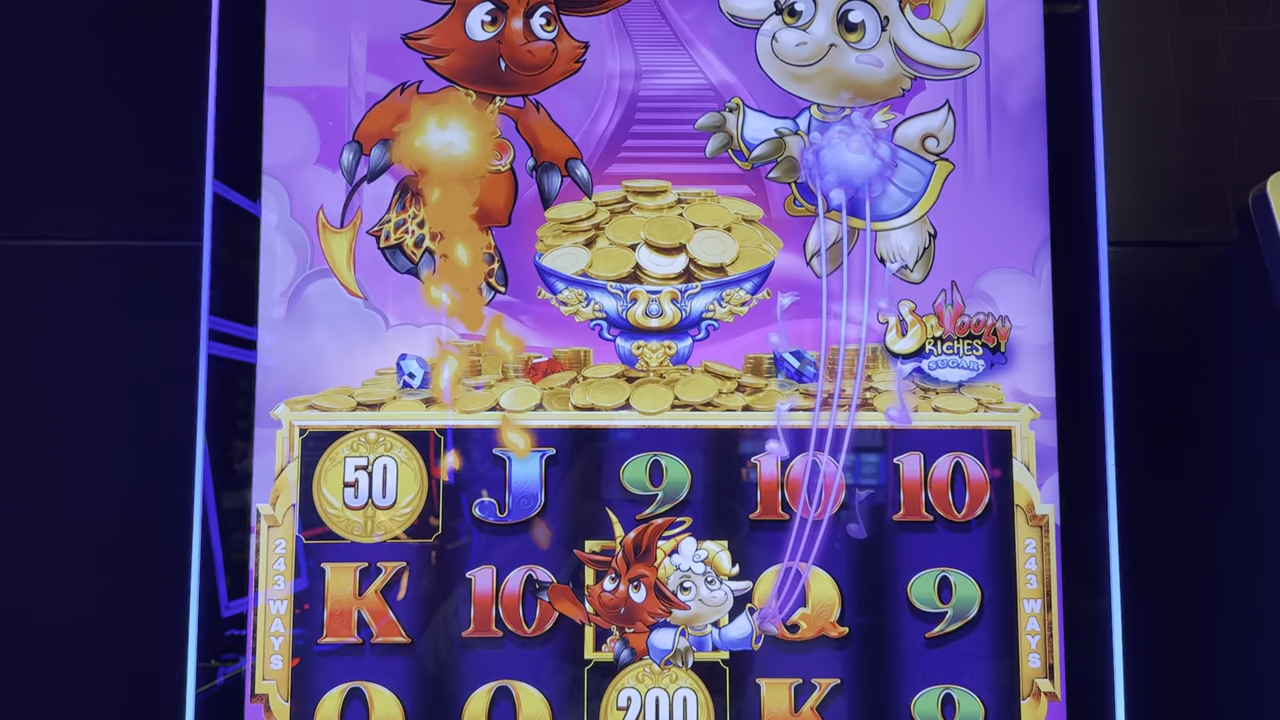 UnWooly
RICHES
SUGAR
50 J 9 10 10
243 WAYS
K 10 Q 9
243 WAYS
Q Q 200 K 9